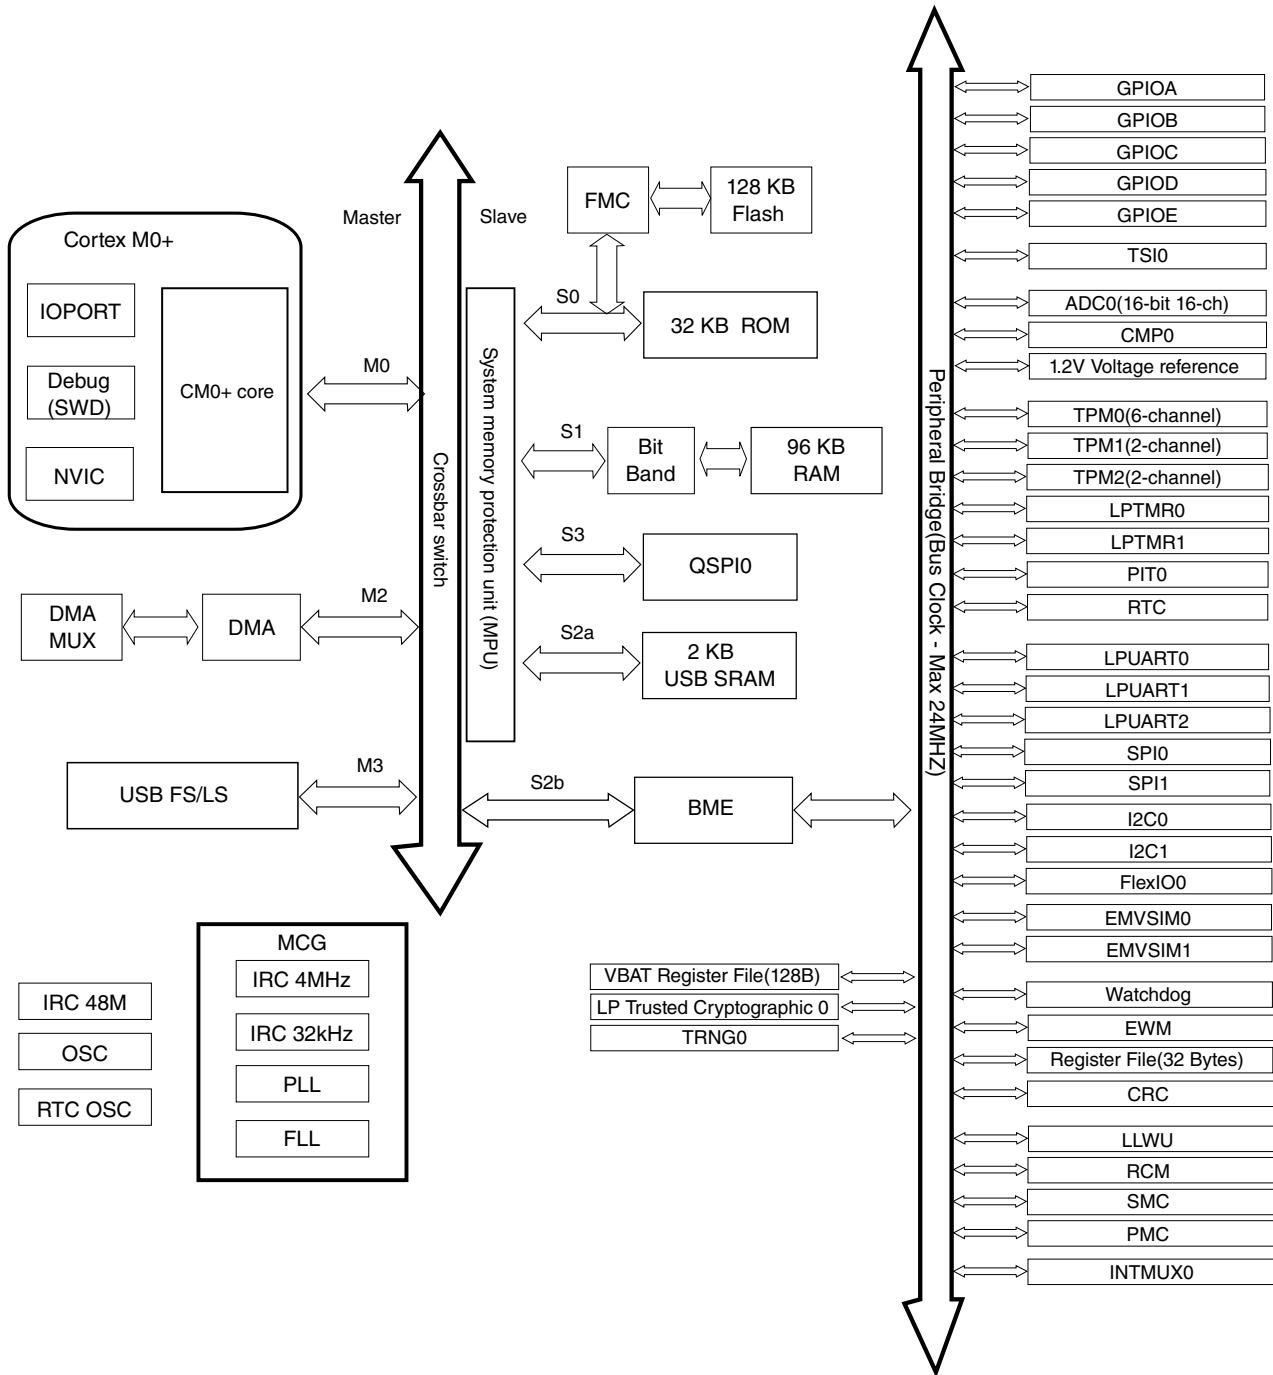 Cortex M0+
IOPORT
Debug
(SWD)
NVIC
CM0+ core
M0
Master
Slave
Crossbar switch
System memory protection unit (MPU)
FMC
128 KB
Flash
S0
32 KB ROM
S1
Bit
Band
96 KB
RAM
S3
QSPI0
S2a
2 KB
USB SRAM
DMA
MUX
DMA
M2
USB FS/LS
M3
S2b
BME
MCG
IRC 4MHz
IRC 32kHz
PLL
FLL
IRC 48M
OSC
RTC OSC
VBAT Register File(128B)
LP Trusted Cryptographic 0
TRNG0
Peripheral Bridge(Bus Clock - Max 24MHZ)
GPIOA
GPIOB
GPIOC
GPIOD
GPIOE
TSI0
ADC0(16-bit 16-ch)
CMP0
1.2V Voltage reference
TPM0(6-channel)
TPM1(2-channel)
TPM2(2-channel)
LPTMR0
LPTMR1
PIT0
RTC
LPUART0
LPUART1
LPUART2
SPI0
SPI1
I2C0
I2C1
FlexIO0
EMVSIM0
EMVSIM1
Watchdog
EWM
Register File(32 Bytes)
CRC
LLWU
RCM
SMC
PMC
INTMUX0